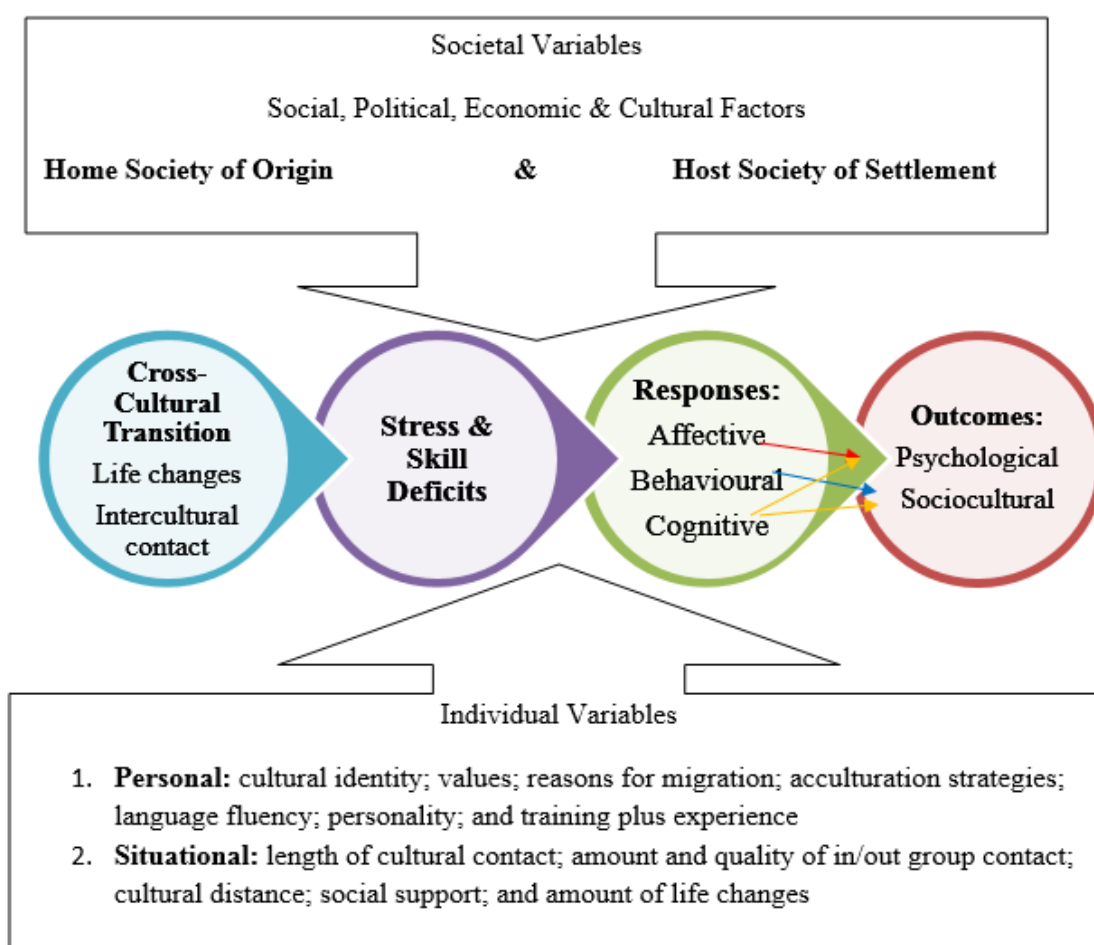 Societal Variables
Social, Political, Economic & Cultural Factors
Home Society of Origin & Host Society of Settlement
Cross-
Cultural
Transition
Life changes
Intercultural
contact
Stress &
Skill
Deficits
Responses:
Affective
Behavioural
Cognitive
Outcomes:
Psychological
Sociocultural
Individual Variables
1. Personal: cultural identity; values; reasons for migration; acculturation strategies;
language fluency; personality; and training plus experience
2. Situational: length of cultural contact; amount and quality of in/out group contact;
cultural distance; social support; and amount of life changes